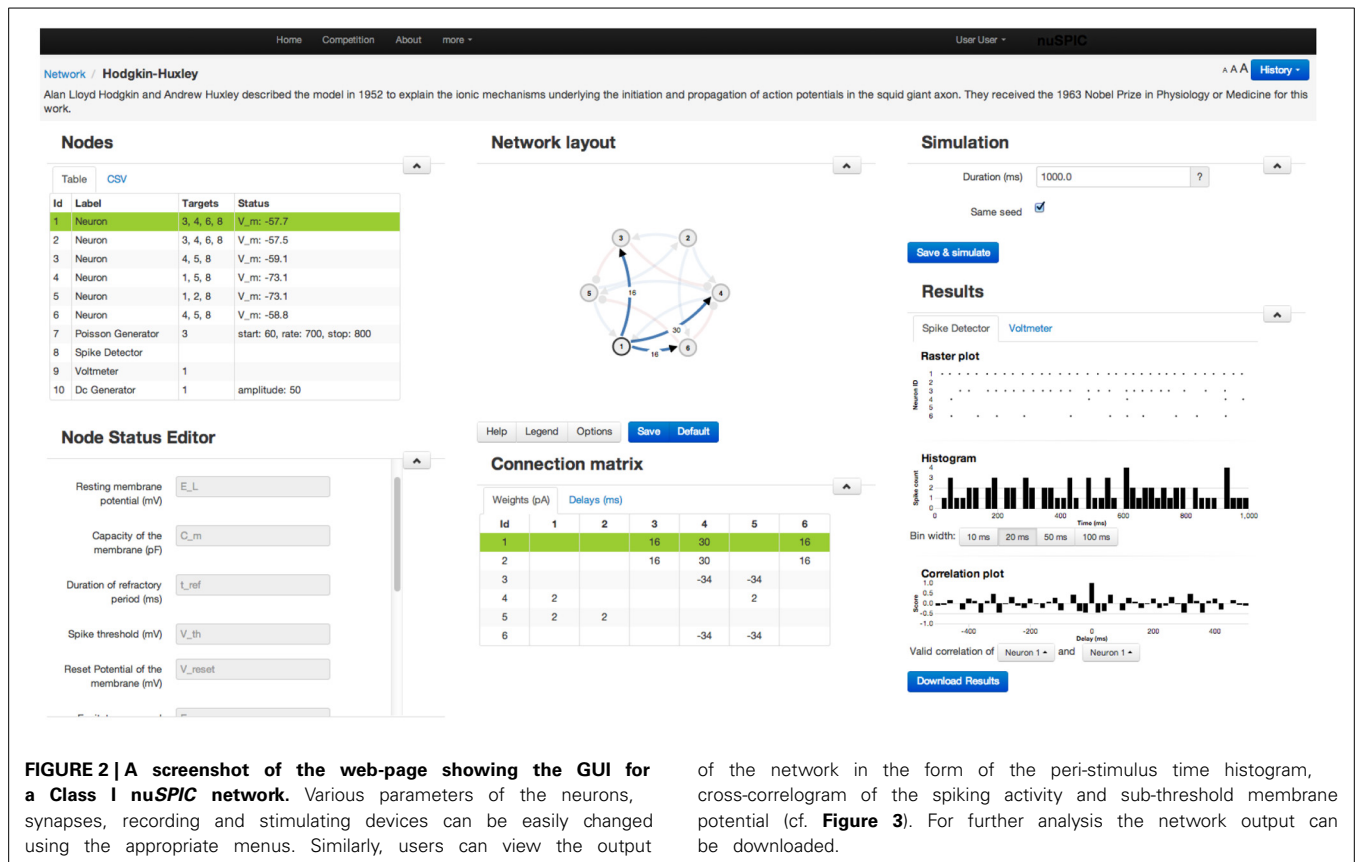 Home Competition About more User User nuSPIC
Network / Hodgkin-Huxley
A A A History
Alan Lloyd Hodgkin and Andrew Huxley described the model in 1952 to explain the ionic mechanisms underlying the initiation and propagation of action potentials in the squid giant axon. They received the 1963 Nobel Prize in Physiology or Medicine for this
work.
Nodes
Table CSV
Id Label Targets Status
1 Neuron 3, 4, 6, 8 V_m: -57.7
2 Neuron 3, 4, 6, 8 V_m: -57.5
3 Neuron 4, 5, 8 V_m: -59.1
4 Neuron 1, 5, 8 V_m: -73.1
5 Neuron 1, 2, 8 V_m: -73.1
6 Neuron 4, 5, 8 V_m: -58.8
7 Poisson Generator 3 start: 60, rate: 700, stop: 800
8 Spike Detector
9 Voltmeter 1
10 Dc Generator 1 amplitude: 50
Node Status Editor
Resting membrane
potential (mV)
E_L
Capacity of the
membrane (pF)
C_m
Duration of refractory
period (ms)
t_ref
Spike threshold (mV)
V_th
Reset Potential of the
membrane (mV)
V_reset
Network layout
3 2
5 16 4
30
1 16 6
Help Legend Options Save Default
Connection matrix
Weights (pA) Delays (ms)
Id 1 2 3 4 5 6
1 16 30 16
2 16 30 16
3 -34 -34
4 2 2
5 2 2
6 -34 -34
Simulation
Duration (ms) 1000.0 ?
Same seed
Save & simulate
Results
Spike Detector Voltmeter
Raster plot
Neuron ID
1
2
3
4
5
6
Histogram
Spike count
4
3
2
1
0
0 200 400 600 800 1,000
Time (ms)
Bin width: 10 ms 20 ms 50 ms 100 ms
Correlation plot
Score
1.0
0.5
0.0
-0.5
-1.0
-400 -200 0 200 400
Delay (ms)
Valid correlation of Neuron 1 and Neuron 1
Download Results
FIGURE 2 | A screenshot of the web-page showing the GUI for
a Class I nuSPIC network. Various parameters of the neurons,
synapses, recording and stimulating devices can be easily changed
using the appropriate menus. Similarly, users can view the output
of the network in the form of the peri-stimulus time histogram,
cross-correlogram of the spiking activity and sub-threshold membrane
potential (cf. Figure 3). For further analysis the network output can
be downloaded.